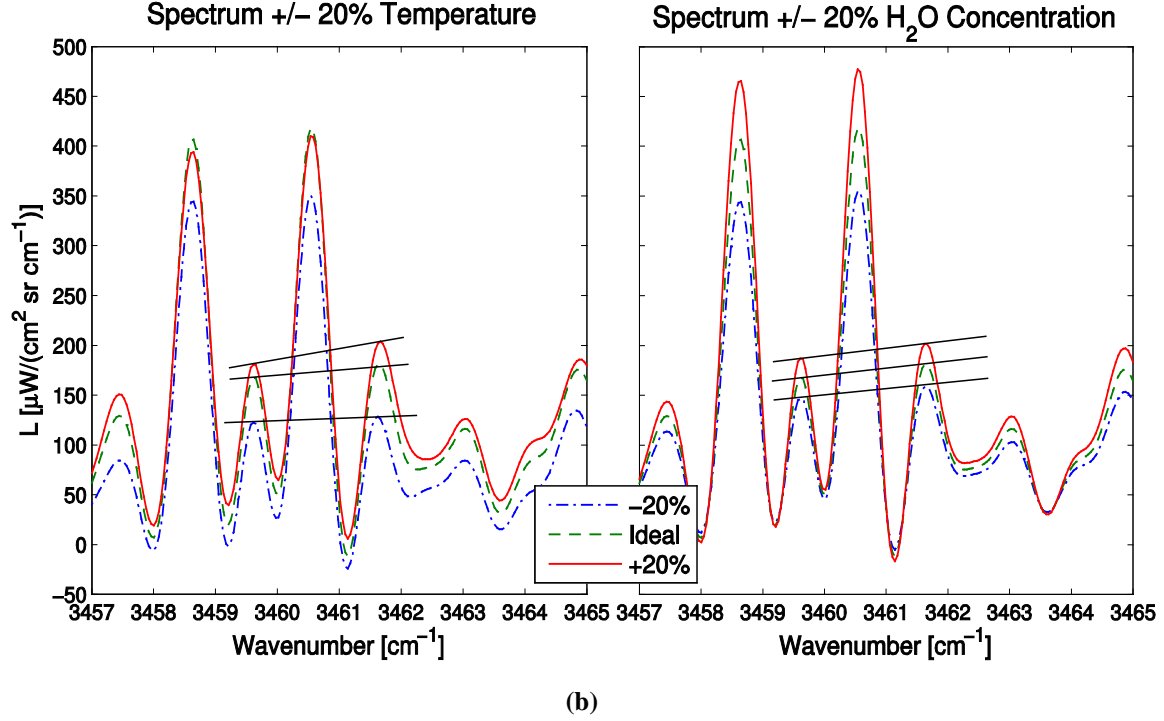 Spectrum +/− 20% Temperature
Spectrum +/− 20% H₂O Concentration
L [μW/(cm² sr cm⁻¹)]
500
450
400
350
300
250
200
150
100
50
0
−50
3457 3458 3459 3460 3461 3462 3463 3464 3465
3457 3458 3459 3460 3461 3462 3463 3464 3465
Wavenumber [cm⁻¹]
Wavenumber [cm⁻¹]
−20%
Ideal
+20%
(b)